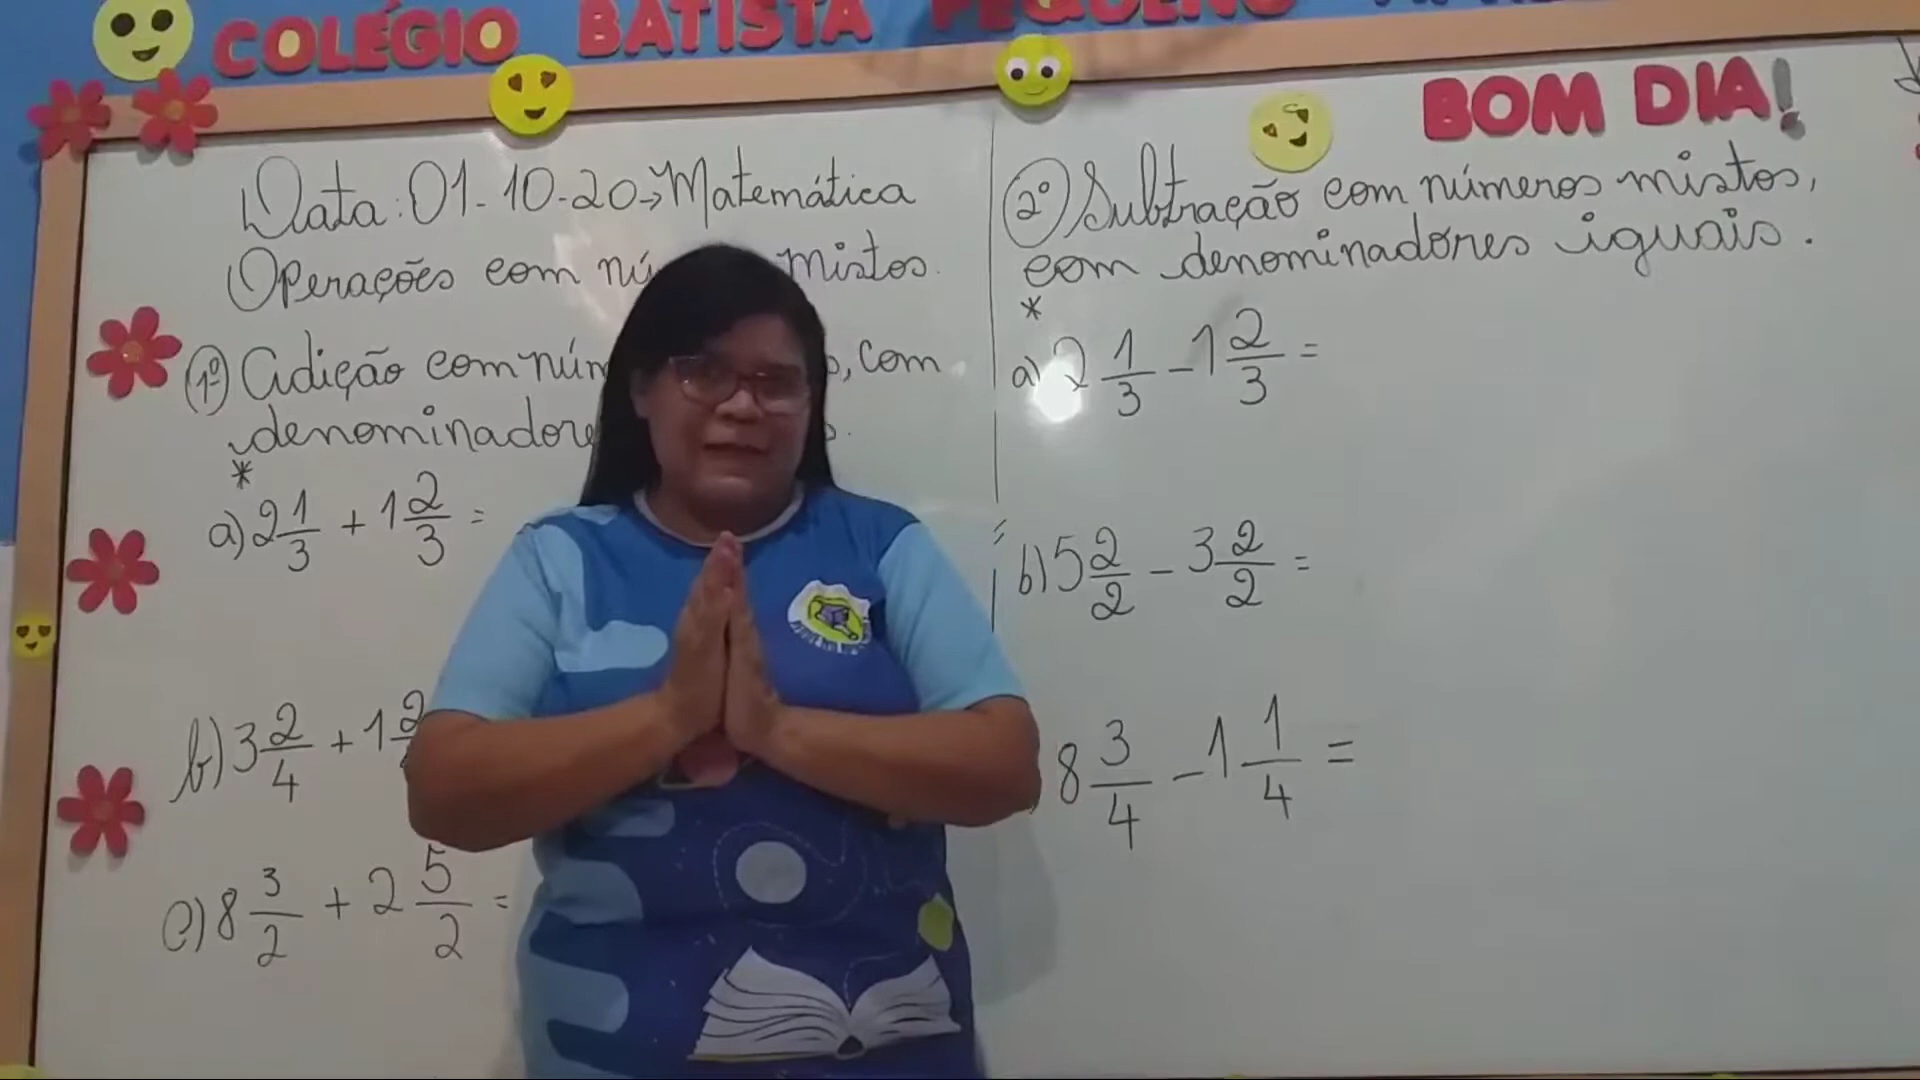 COLÉGIO BATISTA PEQUENO
BOM DIA!
Data: 01-10-20→Matemática
Operações com mistos.
1º) Adição com com
a) 2 1/3 + 1 2/3 =
b) 3 2/4 + 1
c) 8 3/2 + 2 5/2 =
2º) Subtração com números mistos,
com denominadores iguais.
*
a) 2 1/3 - 1 2/3 =
b) 5 2/2 - 3 2/2 =
8 3/4 - 1 1/4 =